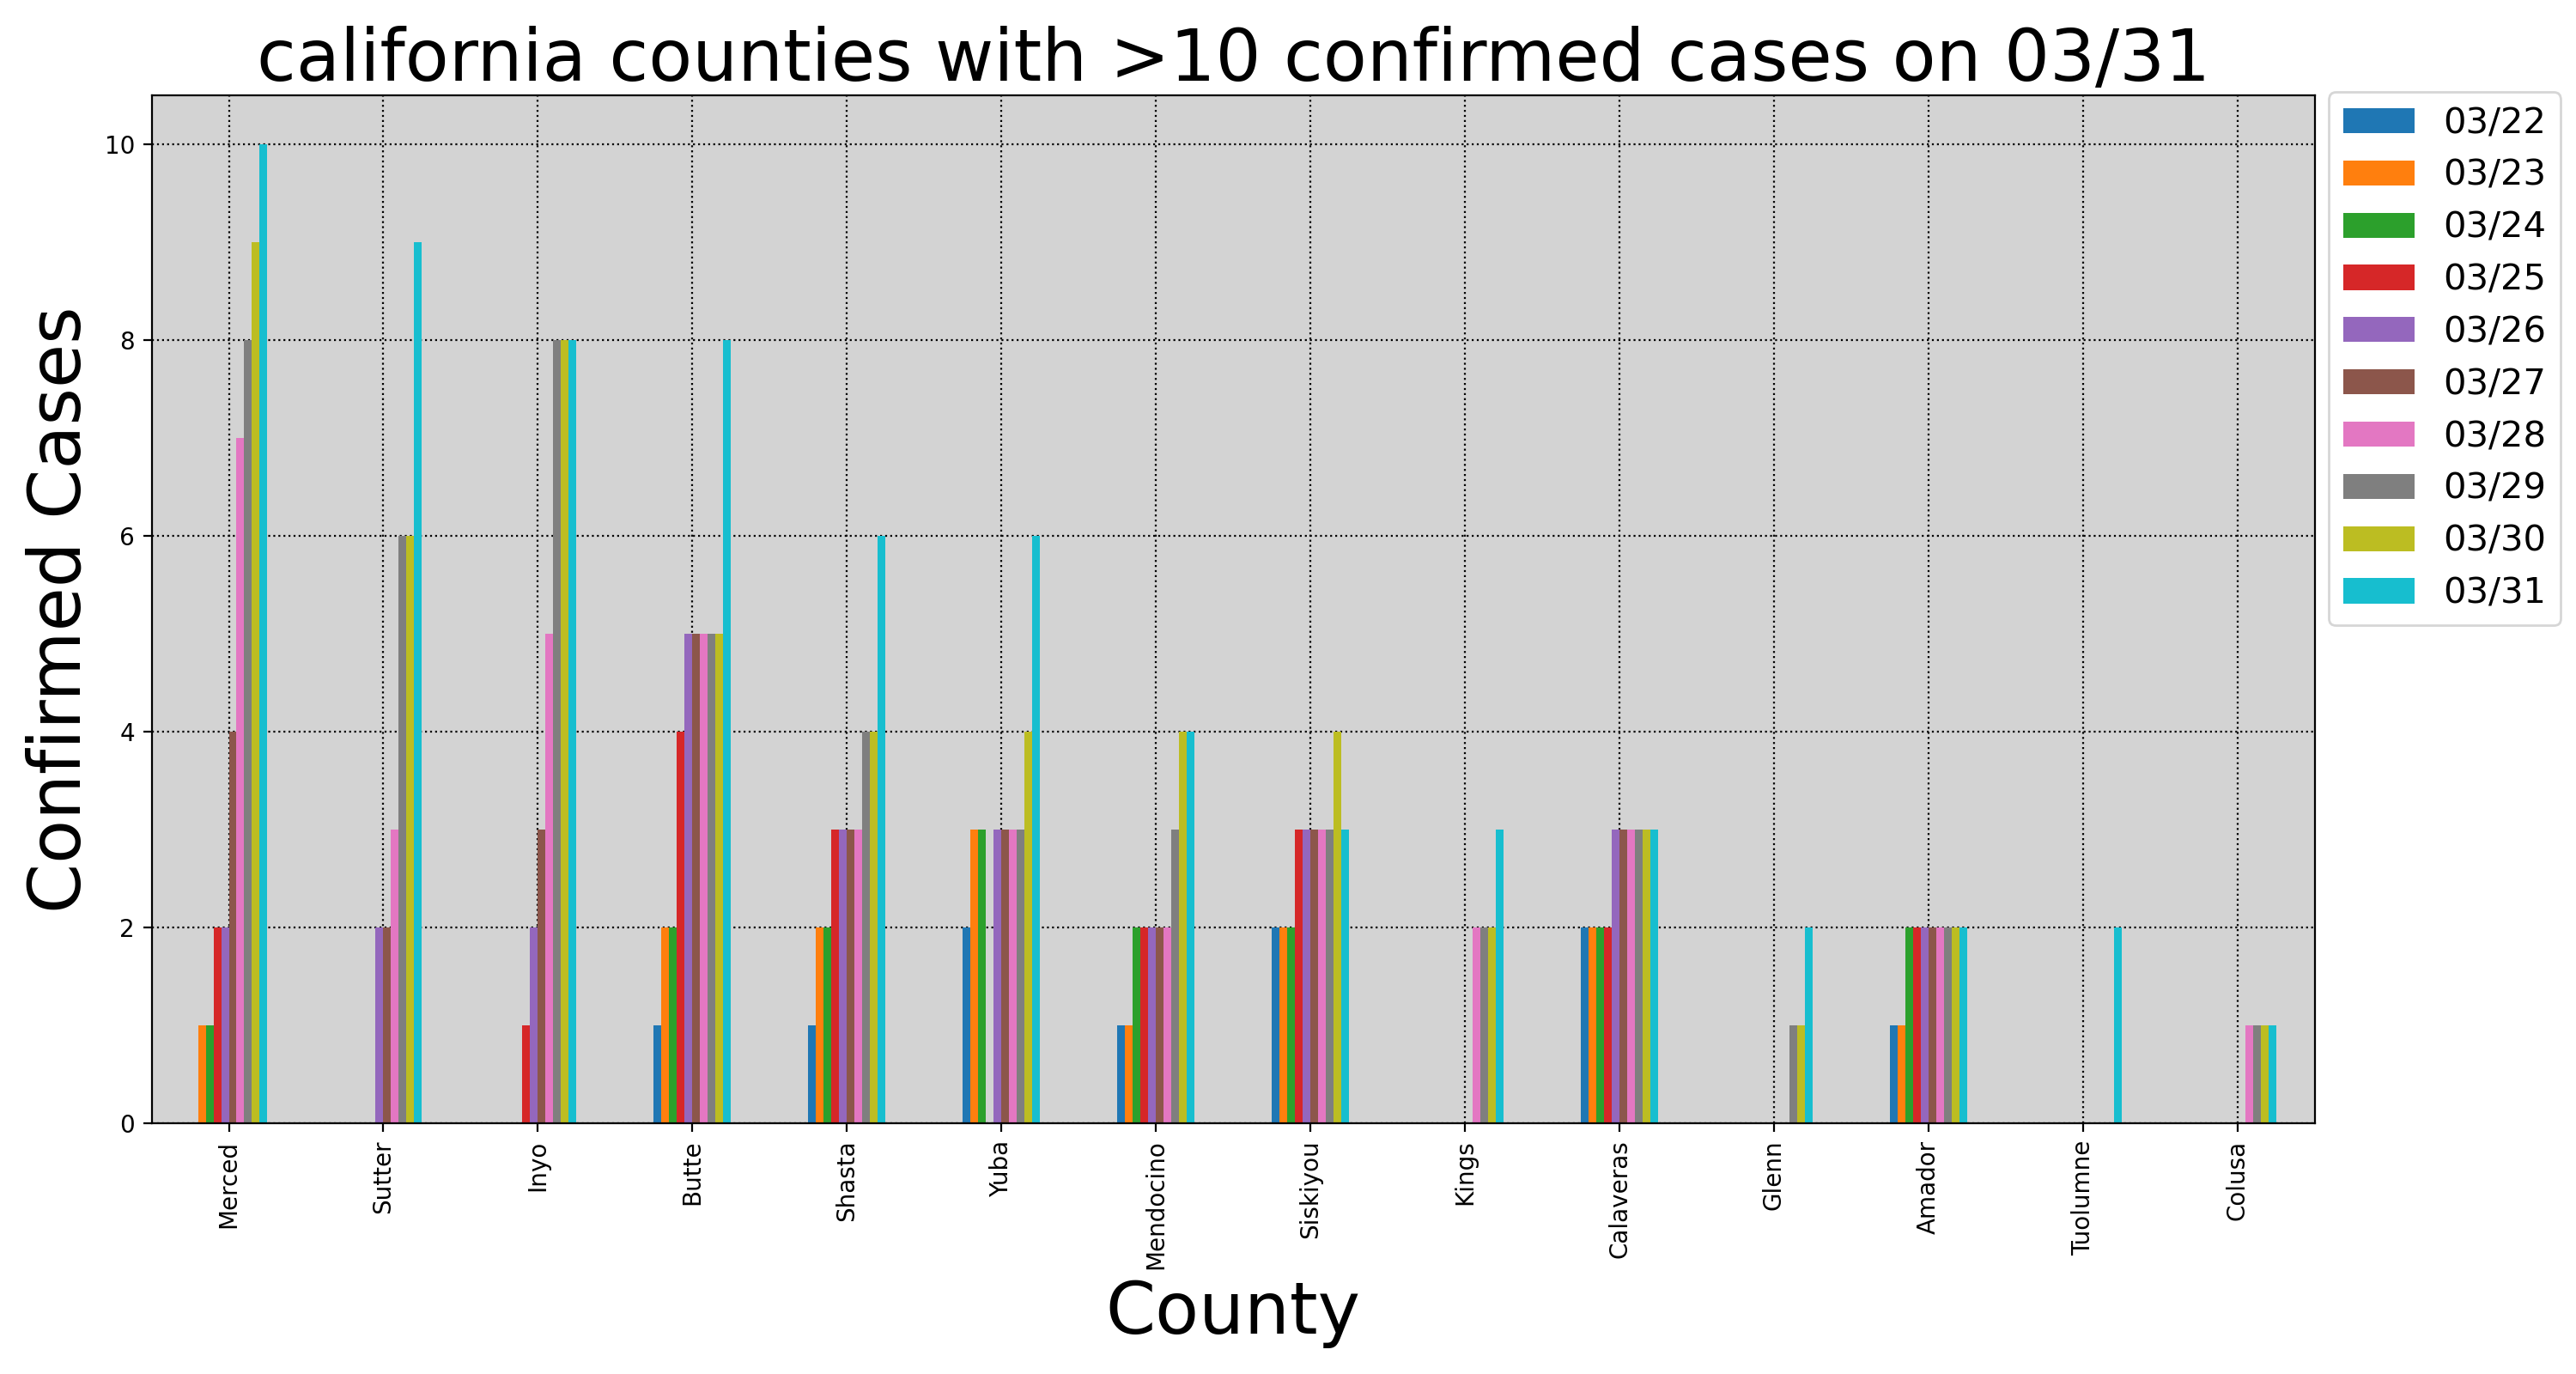 california counties with >10 confirmed cases on 03/31
Confirmed Cases
10
8
6
4
2
0
Merced
Sutter
Inyo
Butte
Shasta
Yuba
Mendocino
Siskiyou
Kings
Calaveras
Glenn
Amador
Tuolumne
Colusa
County
03/22
03/23
03/24
03/25
03/26
03/27
03/28
03/29
03/30
03/31